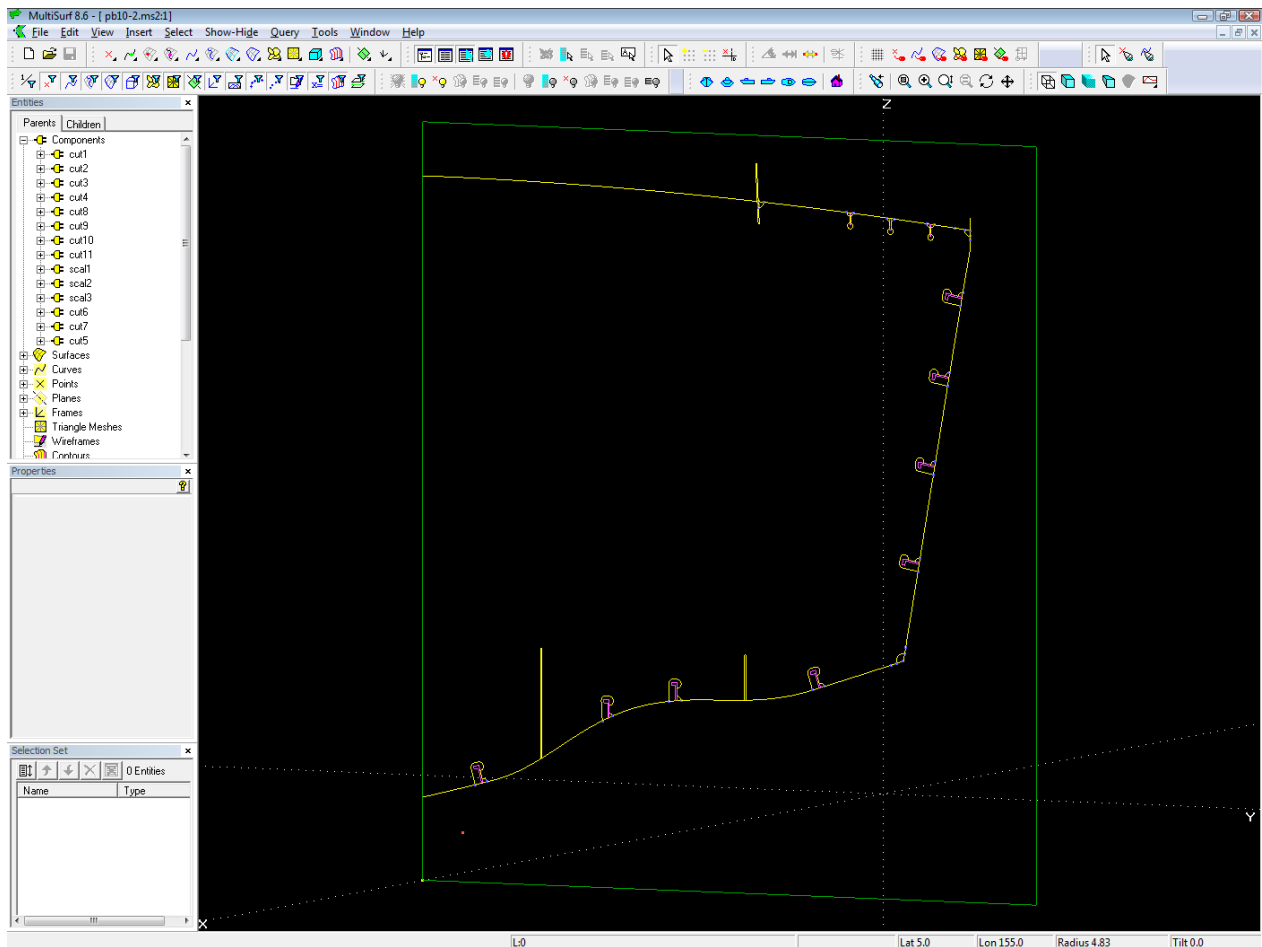 MultiSurf 8.6 - [ pb10-2.ms2:1]
File Edit View Insert Select Show-Hide Query Tools Window Help
Entities
Parents Children
Components
cut1
cut2
cut3
cut4
cut8
cut9
cut10
cut11
scal1
scal2
scal3
cut6
cut7
cut5
Surfaces
Curves
Points
Planes
Frames
Triangle Meshes
Wireframes
Contours
Properties
Selection Set
0 Entities
Name Type
Z
Y
X
L:0 Lat 5.0 Lon 155.0 Radius 4.83 Tilt 0.0